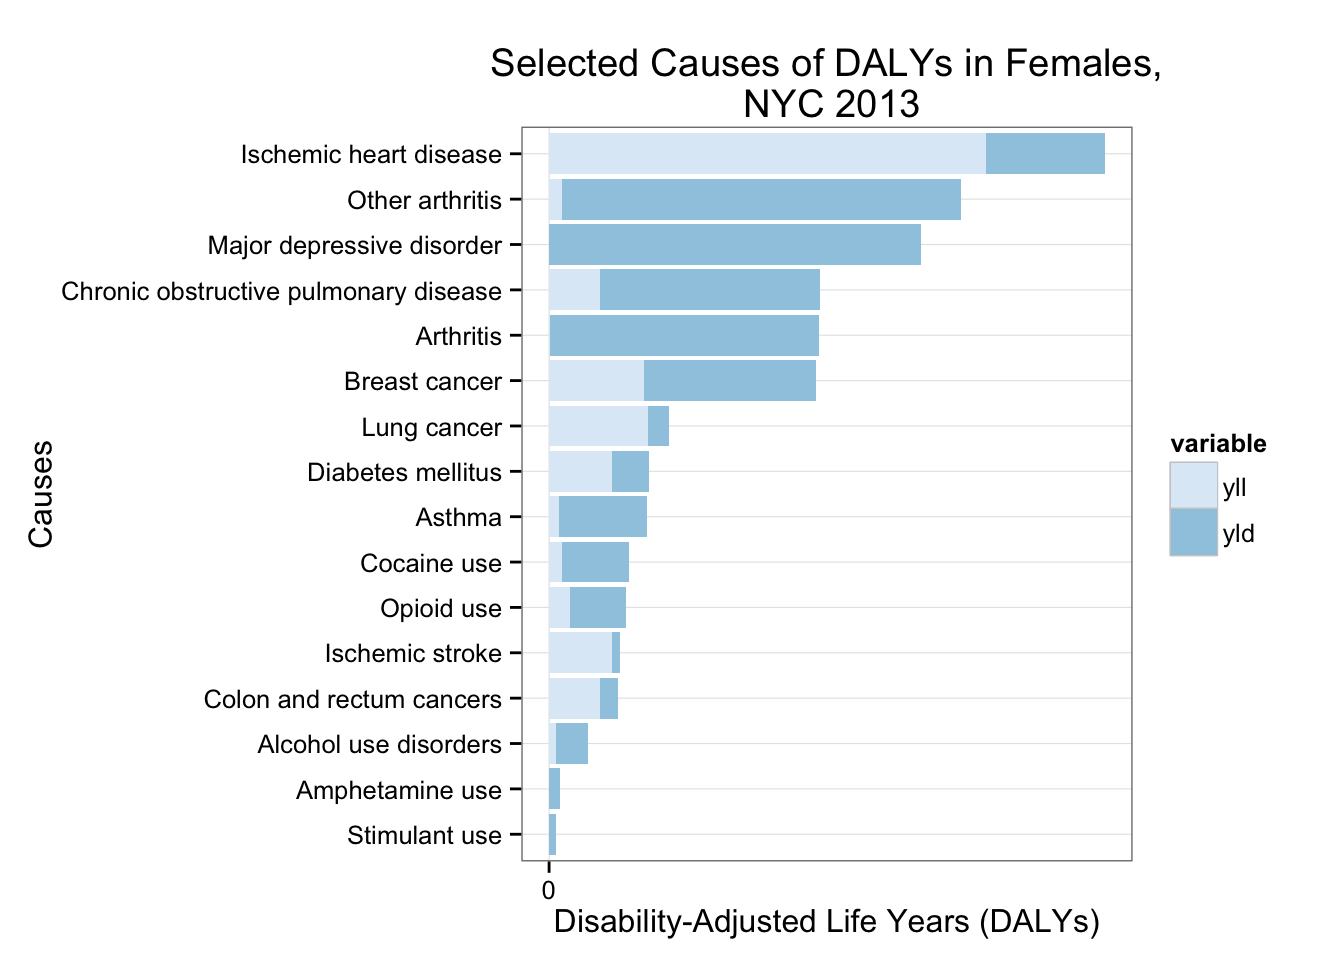 Selected Causes of DALYs in Females,
NYC 2013
Ischemic heart disease
Other arthritis
Major depressive disorder
Chronic obstructive pulmonary disease
Arthritis
Breast cancer
Lung cancer
Diabetes mellitus
Asthma
Cocaine use
Opioid use
Ischemic stroke
Colon and rectum cancers
Alcohol use disorders
Amphetamine use
Stimulant use
Causes
0
Disability-Adjusted Life Years (DALYs)
variable
yll
yld